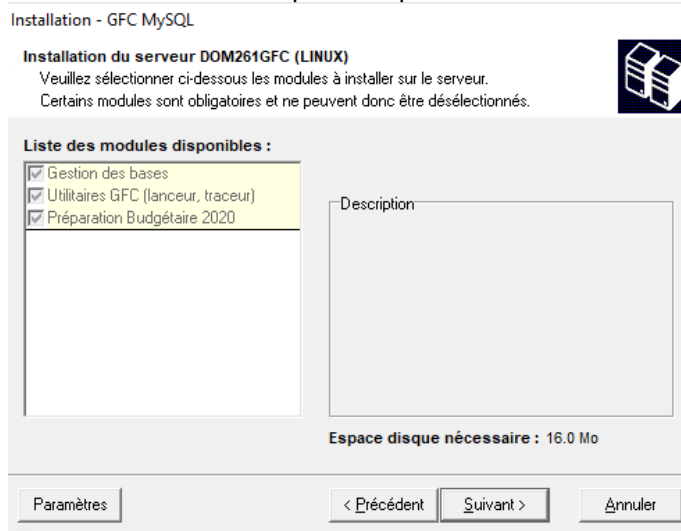 Installation - GFC MySQL
Installation du serveur DOM261GFC (LINUX)
Veuillez sélectionner ci-dessous les modules à installer sur le serveur.
Certains modules sont obligatoires et ne peuvent donc être désélectionnés.
Liste des modules disponibles :
Gestion des bases
Utilitaires GFC (lanceur, traceur)
Préparation Budgétaire 2020
Description
Espace disque nécessaire : 16.0 Mo
Paramètres
< Précédent
Suivant >
Annuler